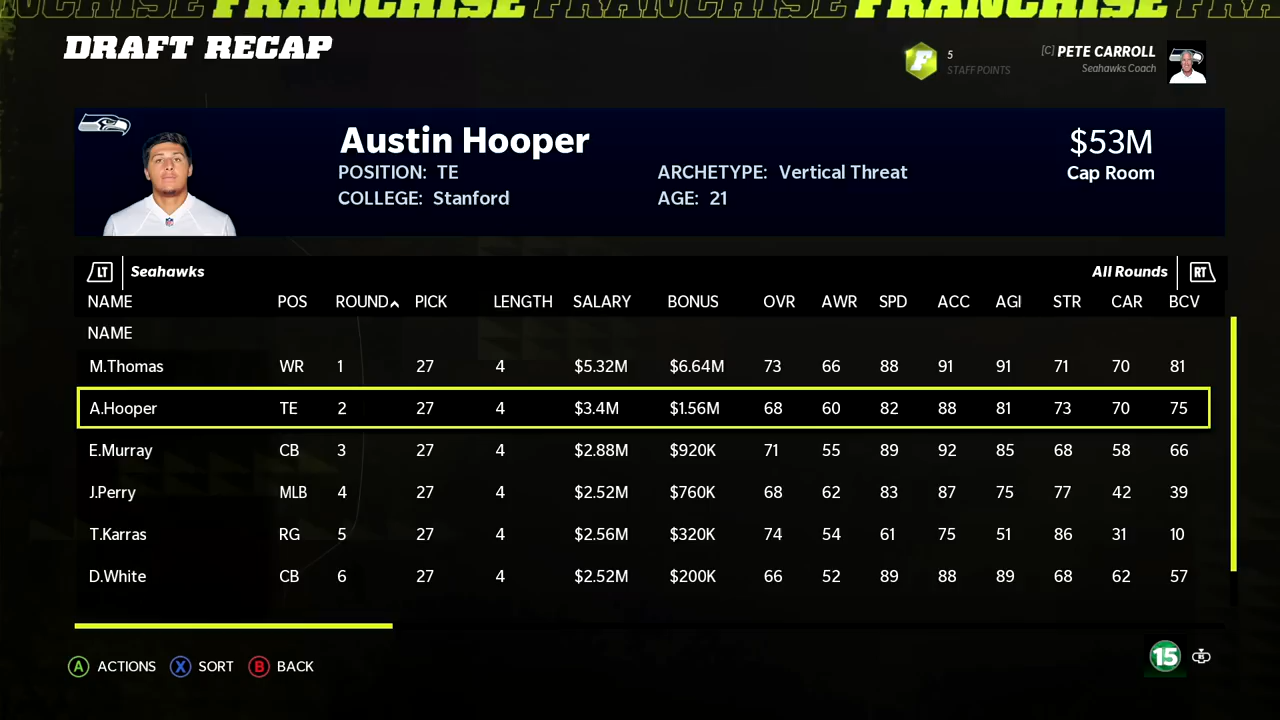 FRANCHISE FRANCHISE FRANCHISE FRANCHISE FRA
DRAFT RECAP
5
STAFF POINTS
[C] PETE CARROLL
Seahawks Coach
Austin Hooper
POSITION: TE
ARCHETYPE: Vertical Threat
COLLEGE: Stanford
AGE: 21
$53M
Cap Room
LT Seahawks
All Rounds RT
NAME POS ROUND PICK LENGTH SALARY BONUS OVR AWR SPD ACC AGI STR CAR BCV
NAME
M.Thomas WR 1 27 4 $5.32M $6.64M 73 66 88 91 91 71 70 81
A.Hooper TE 2 27 4 $3.4M $1.56M 68 60 82 88 81 73 70 75
E.Murray CB 3 27 4 $2.88M $920K 71 55 89 92 85 68 58 66
J.Perry MLB 4 27 4 $2.52M $760K 68 62 83 87 75 77 42 39
T.Karras RG 5 27 4 $2.56M $320K 74 54 61 75 51 86 31 10
D.White CB 6 27 4 $2.52M $200K 66 52 89 88 89 68 62 57
A ACTIONS X SORT B BACK
15